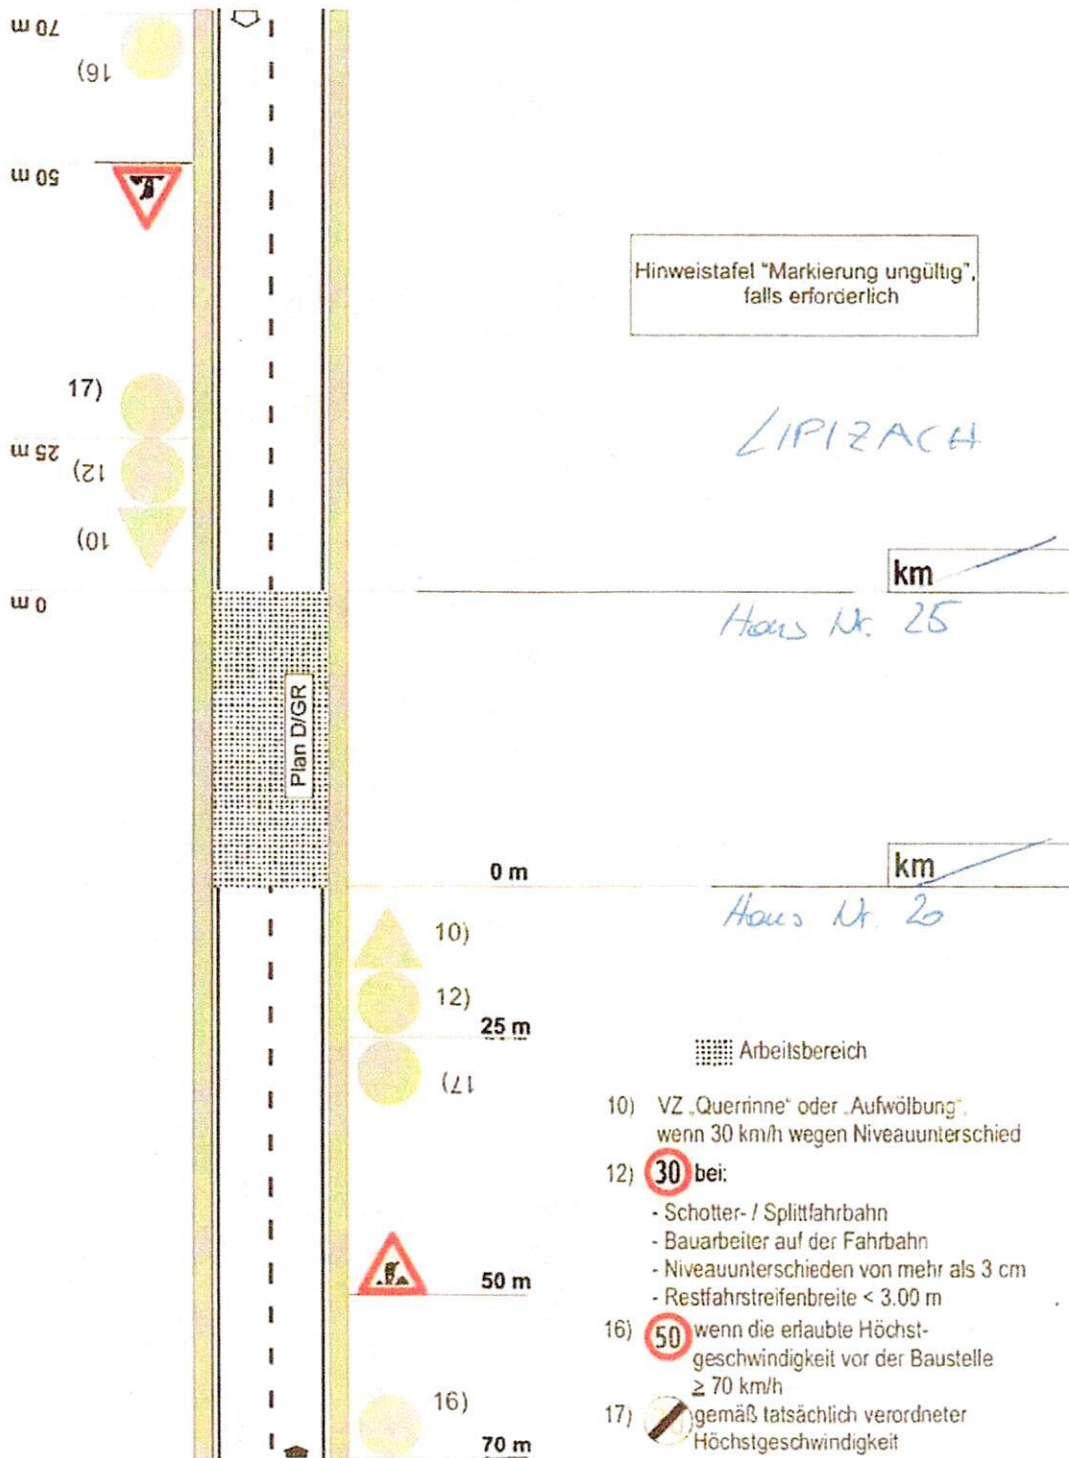 70 m
16)
50 m
17)
25 m
12)
10)
0 m
Hinweistafel "Markierung ungültig",
falls erforderlich
LIPIZACH
km
Haus Nr. 25
Plan D/GR
0 m
km
Haus Nr. 20
10)
12)
25 m
17)
50 m
16)
70 m
Arbeitsbereich
10) VZ „Querrinne" oder „Aufwölbung",
wenn 30 km/h wegen Niveauunterschied
12) 30 bei:
- Schotter- / Splittfahrbahn
- Bauarbeiter auf der Fahrbahn
- Niveauunterschieden von mehr als 3 cm
- Restfahrstreifenbreite < 3.00 m
16) 50 wenn die erlaubte Höchst-
geschwindigkeit vor der Baustelle
≥ 70 km/h
17) gemäß tatsächlich verordneter
Höchstgeschwindigkeit